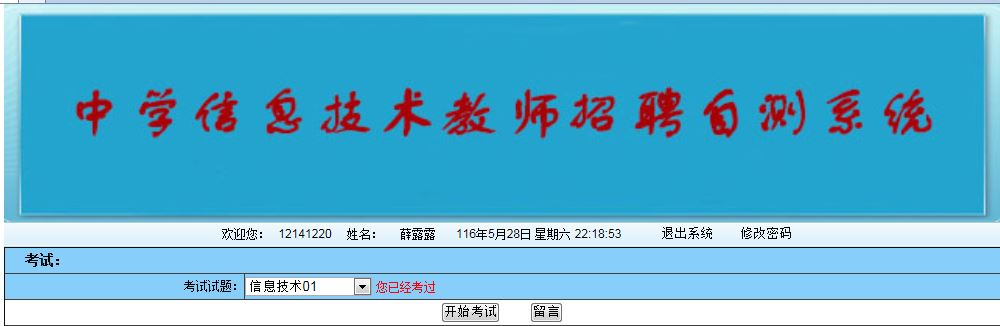 中学信息技术教师招聘自测系统
欢迎您： 12141220 姓名： 薛露露 116年5月28日 星期六 22:18:53 退出系统 修改密码
考试：
考试试题： 信息技术01 您已经考过
开始考试 留言